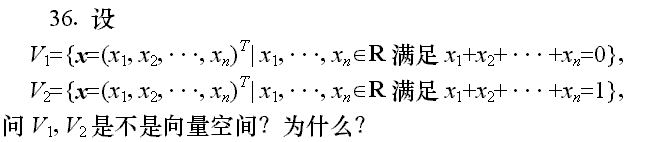 36. 设
V₁={x=(x₁, x₂, ···, xₙ)ᵀ| x₁, ···, xₙ∈R 满足 x₁+x₂+ ··· +xₙ=0},
V₂={x=(x₁, x₂, ···, xₙ)ᵀ| x₁, ···, xₙ∈R 满足 x₁+x₂+ ··· +xₙ=1},
问 V₁, V₂ 是不是向量空间? 为什么?